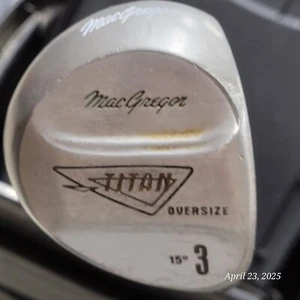 MacGregor
MacGregor
TITAN
OVERSIZE
15° 3
April 23, 2025